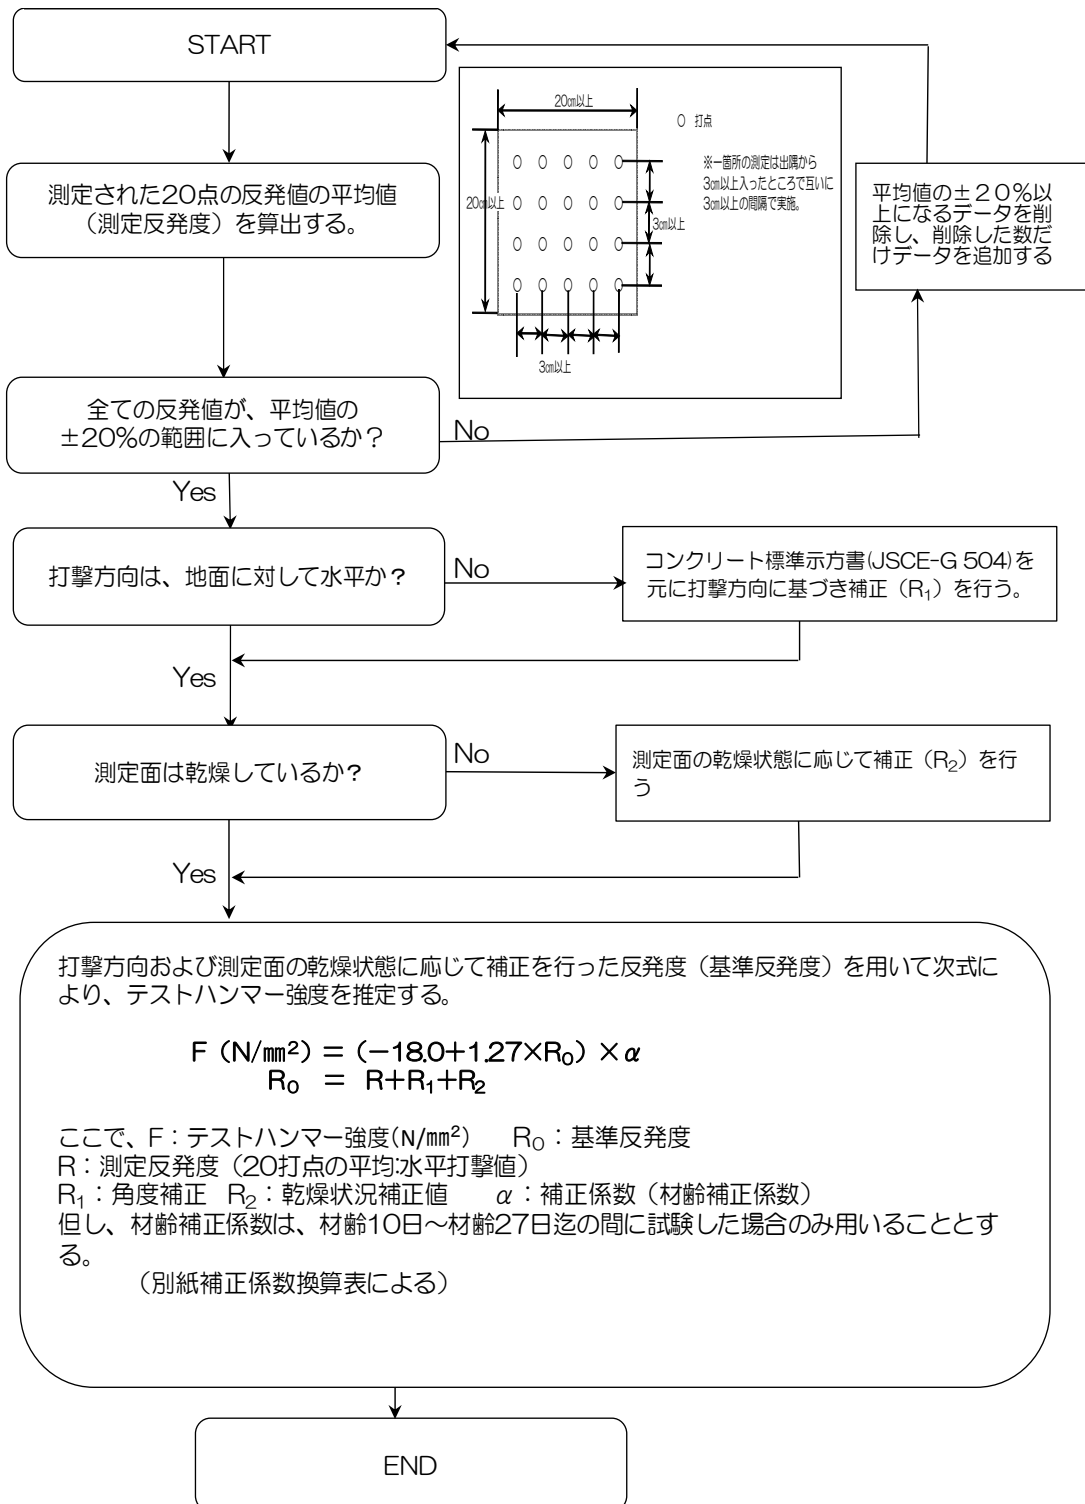 START
測定された20点の反発値の平均値
（測定反発度）を算出する。
20㎝以上
○ 打点
※一箇所の測定は出隅から
3㎝以上入ったところで互いに
3㎝以上の間隔で実施。
20㎝以上
3㎝以上
3㎝以上
平均値の±２０％以
上になるデータを削
除し、削除した数だ
けデータを追加する
全ての反発値が、平均値の
±20%の範囲に入っているか？
No
Yes
打撃方向は、地面に対して水平か？
No
コンクリート標準示方書(JSCE-G 504)を
元に打撃方向に基づき補正（R₁）を行う。
Yes
測定面は乾燥しているか？
No
測定面の乾燥状態に応じて補正（R₂）を行
う
Yes
打撃方向および測定面の乾燥状態に応じて補正を行った反発度（基準反発度）を用いて次式に
より、テストハンマー強度を推定する。
F（N/㎜²）＝（−18.0+1.27×R₀）×α
R₀ ＝ R+R₁+R₂
ここで、F：テストハンマー強度(N/㎜²) R₀：基準反発度
R：測定反発度（20打点の平均:水平打撃値）
R₁：角度補正 R₂：乾燥状況補正値 α：補正係数（材齢補正係数）
但し、材齢補正係数は、材齢10日～材齢27日迄の間に試験した場合のみ用いることとす
る。
（別紙補正係数換算表による）
END